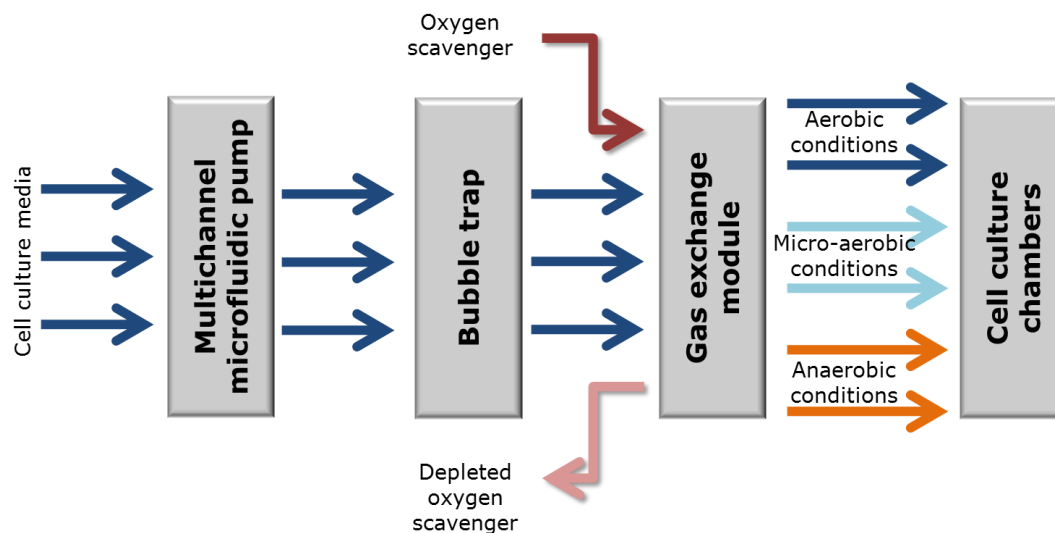 Cell culture media
Multichannel
microfluidic pump
Bubble trap
Oxygen
scavenger
Depleted
oxygen
scavenger
Gas exchange
module
Aerobic
conditions
Micro-aerobic
conditions
Anaerobic
conditions
Cell culture
chambers